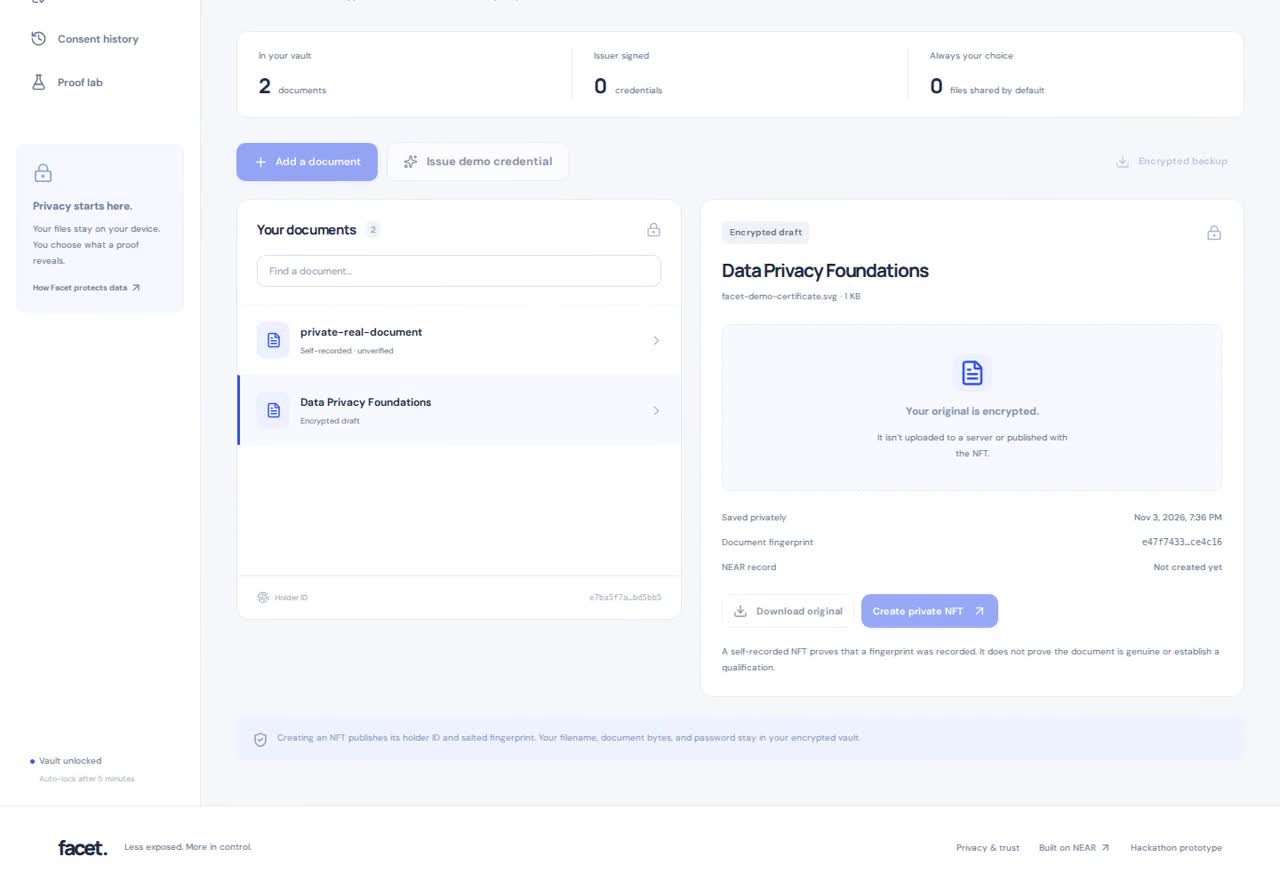 Consent history
Proof lab
Privacy starts here.
Your files stay on your device.
You choose what a proof
reveals.
How Facet protects data
Vault unlocked
Auto-lock after 5 minutes
In your vault
2 documents
Issuer signed
0 credentials
Always your choice
0 files shared by default
Add a document
Issue demo credential
Encrypted backup
Your documents 2
Find a document...
private-real-document
Self-recorded · unverified
Data Privacy Foundations
Encrypted draft
Holder ID
e7ba5f7a…bd5bb5
Encrypted draft
Data Privacy Foundations
facet-demo-certificate.svg · 1 KB
Your original is encrypted.
It isn't uploaded to a server or published with
the NFT.
Saved privately
Nov 3, 2026, 7:36 PM
Document fingerprint
e47f7433…ce4c16
NEAR record
Not created yet
Download original
Create private NFT
A self-recorded NFT proves that a fingerprint was recorded. It does not prove the document is genuine or establish a
qualification.
Creating an NFT publishes its holder ID and salted fingerprint. Your filename, document bytes, and password stay in your encrypted vault.
facet.
Less exposed. More in control.
Privacy & trust
Built on NEAR
Hackathon prototype